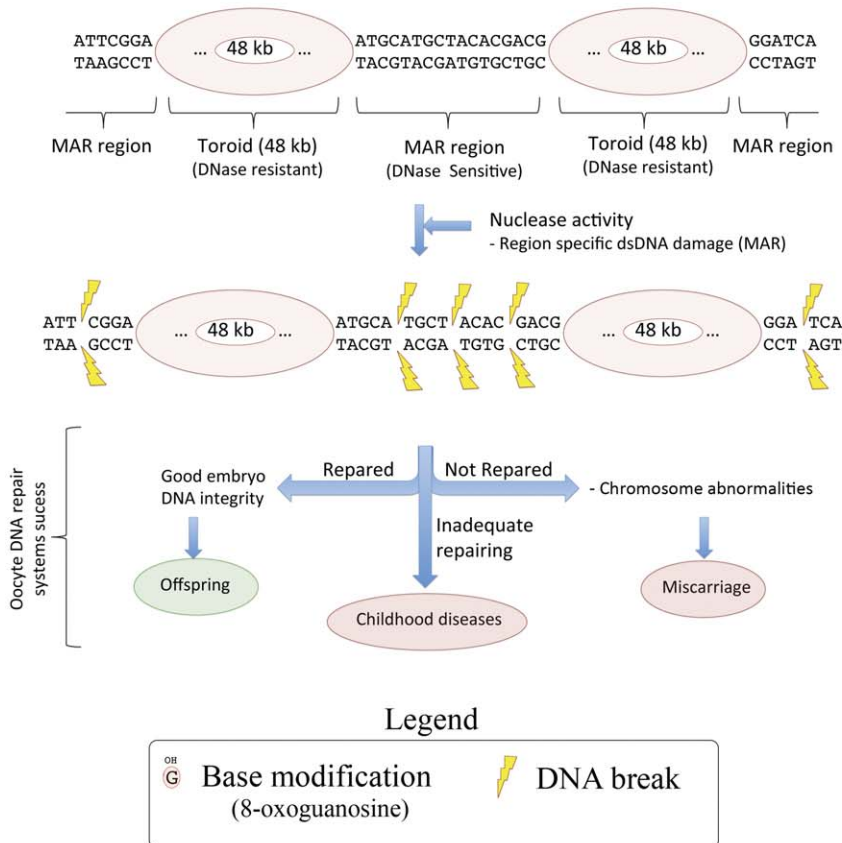 ATTCGGA ... 48 kb ... ATGCATGCTACACGACG ... 48 kb ... GGATCA
TAAGCCT TACGTACGATGTGCTGC CCTAGT
MAR region Toroid (48 kb) MAR region Toroid (48 kb) MAR region
(DNase resistant) (DNase Sensitive) (DNase resistant)
Nuclease activity
- Region specific dsDNA damage (MAR)
ATT CGGA ... 48 kb ... ATGCA TGCT ACAC GACG ... 48 kb ... GGA TCA
TAA GCCT TACGT ACGA TGTG CTGC CCT AGT
Oocyte DNA repair
systems sucess
Good embryo
DNA integrity
Repared
Not Repared
- Chromosome abnormalities
Inadequate
repairing
Offspring
Childhood diseases
Miscarriage
Legend
OH
G Base modification
(8-oxoguanosine)
DNA break